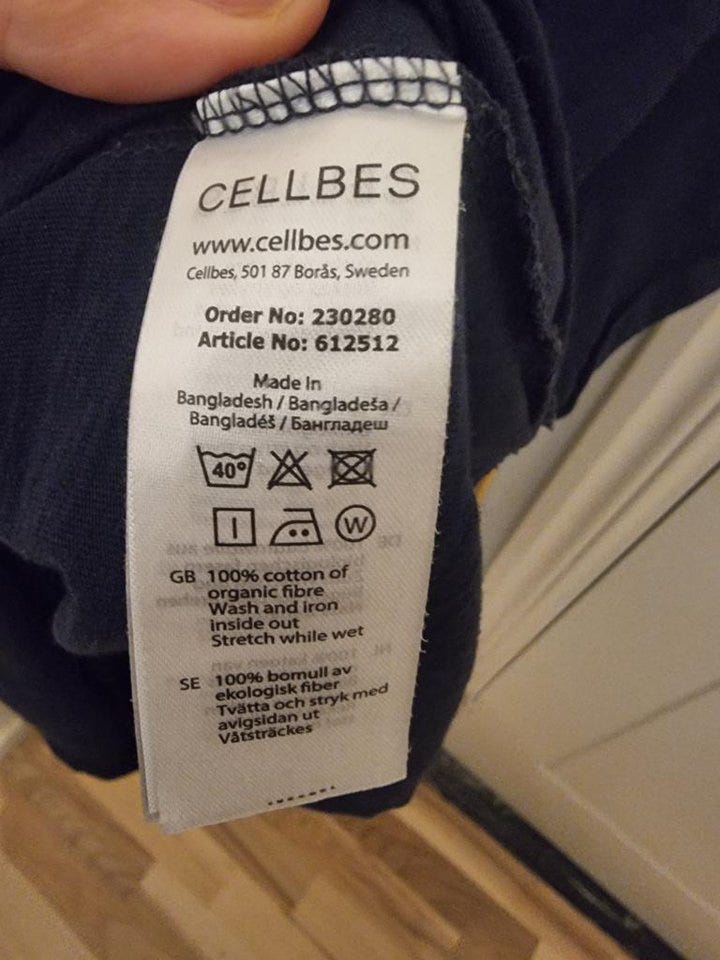 CELLBES
www.cellbes.com
Cellbes, 501 87 Borås, Sweden
Order No: 230280
Article No: 612512
Made In
Bangladesh / Bangladeša /
Bangladéš / Бангладеш
40°
W
GB 100% cotton of
organic fibre
Wash and iron
inside out
Stretch while wet
SE 100% bomull av
ekologisk fiber
Tvätta och stryk med
avigsidan ut
Våtsträckes